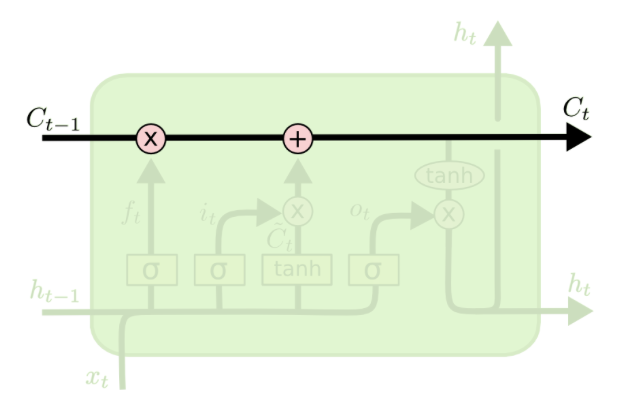 h_t
C_{t-1} x + C_t
tanh
f_t i_t x o_t x
C̃_t
σ σ tanh σ
h_{t-1} h_t
x_t